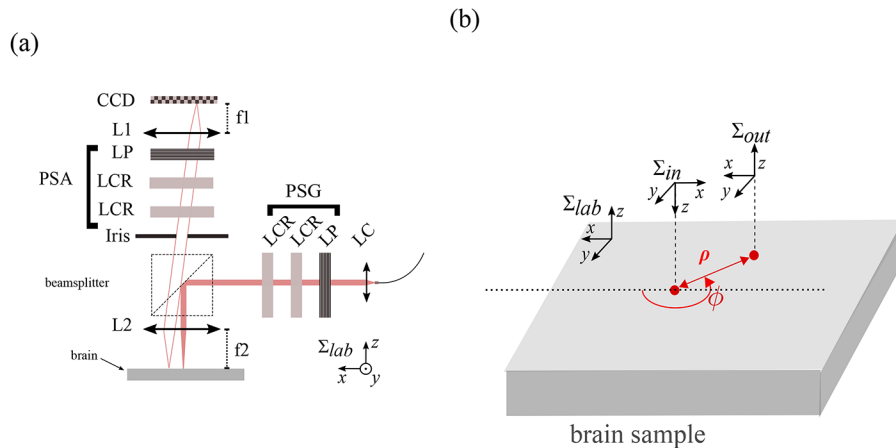 (a)
CCD
f1
L1
LP
PSA
LCR
LCR
Iris
PSG
LCR
LCR
LP
LC
beamsplitter
L2
f2
brain
Σlab
z
x
y
(b)
Σout
x
z
y
Σin
y
x
z
Σlab
z
x
y
ρ
ϕ
brain sample